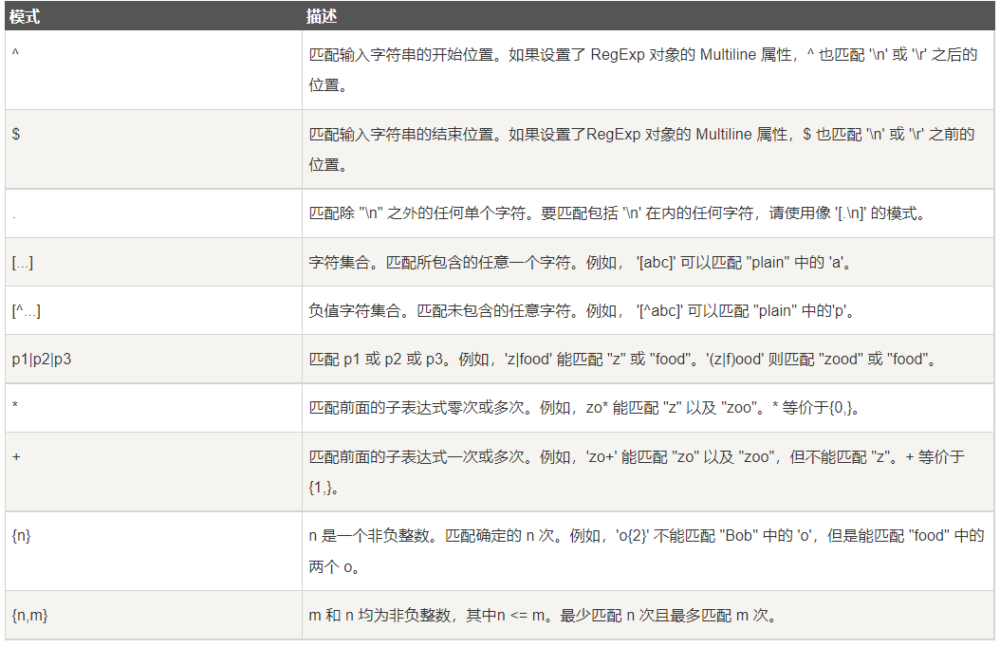 模式 描述
^ 匹配输入字符串的开始位置。如果设置了 RegExp 对象的 Multiline 属性，^ 也匹配 '\n' 或 '\r' 之后的
位置。
$ 匹配输入字符串的结束位置。如果设置了RegExp 对象的 Multiline 属性，$ 也匹配 '\n' 或 '\r' 之前的
位置。
. 匹配除 "\n" 之外的任何单个字符。要匹配包括 '\n' 在内的任何字符，请使用像 '[.\n]' 的模式。
[...] 字符集合。匹配所包含的任意一个字符。例如， '[abc]' 可以匹配 "plain" 中的 'a'。
[^...] 负值字符集合。匹配未包含的任意字符。例如， '[^abc]' 可以匹配 "plain" 中的'p'。
p1|p2|p3 匹配 p1 或 p2 或 p3。例如，'z|food' 能匹配 "z" 或 "food"。'(z|f)ood' 则匹配 "zood" 或 "food"。
* 匹配前面的子表达式零次或多次。例如，zo* 能匹配 "z" 以及 "zoo"。* 等价于{0,}。
+ 匹配前面的子表达式一次或多次。例如，'zo+' 能匹配 "zo" 以及 "zoo"，但不能匹配 "z"。+ 等价于
{1,}。
{n} n 是一个非负整数。匹配确定的 n 次。例如，'o{2}' 不能匹配 "Bob" 中的 'o'，但是能匹配 "food" 中的
两个 o。
{n,m} m 和 n 均为非负整数，其中n <= m。最少匹配 n 次且最多匹配 m 次。